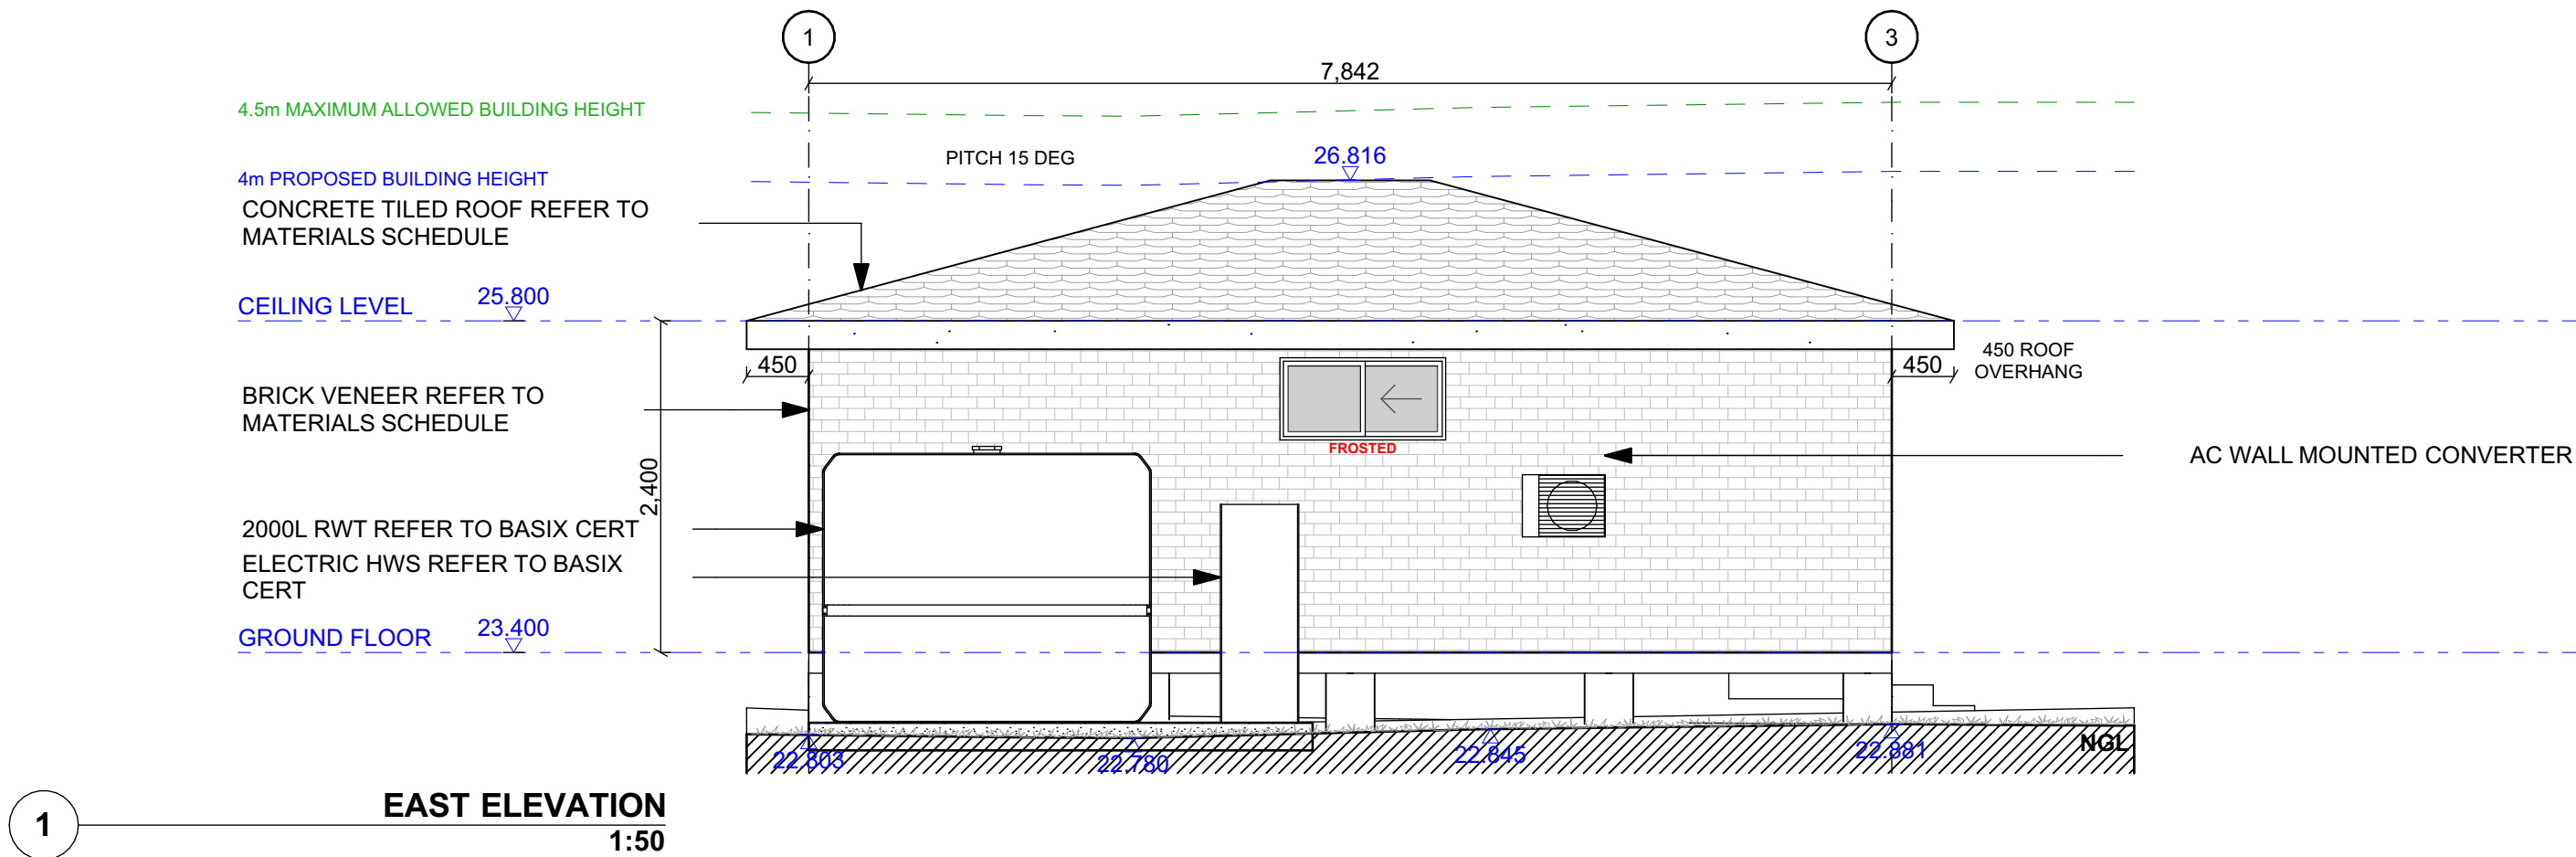 1
3
7,842
4.5m MAXIMUM ALLOWED BUILDING HEIGHT
PITCH 15 DEG
26.816
4m PROPOSED BUILDING HEIGHT
CONCRETE TILED ROOF REFER TO
MATERIALS SCHEDULE
CEILING LEVEL 25.800
450
450
450 ROOF
OVERHANG
BRICK VENEER REFER TO
MATERIALS SCHEDULE
FROSTED
AC WALL MOUNTED CONVERTER
2,400
2000L RWT REFER TO BASIX CERT
ELECTRIC HWS REFER TO BASIX
CERT
GROUND FLOOR 23.400
NGL
22.803
22.780
22.845
22.881
1
EAST ELEVATION
1:50